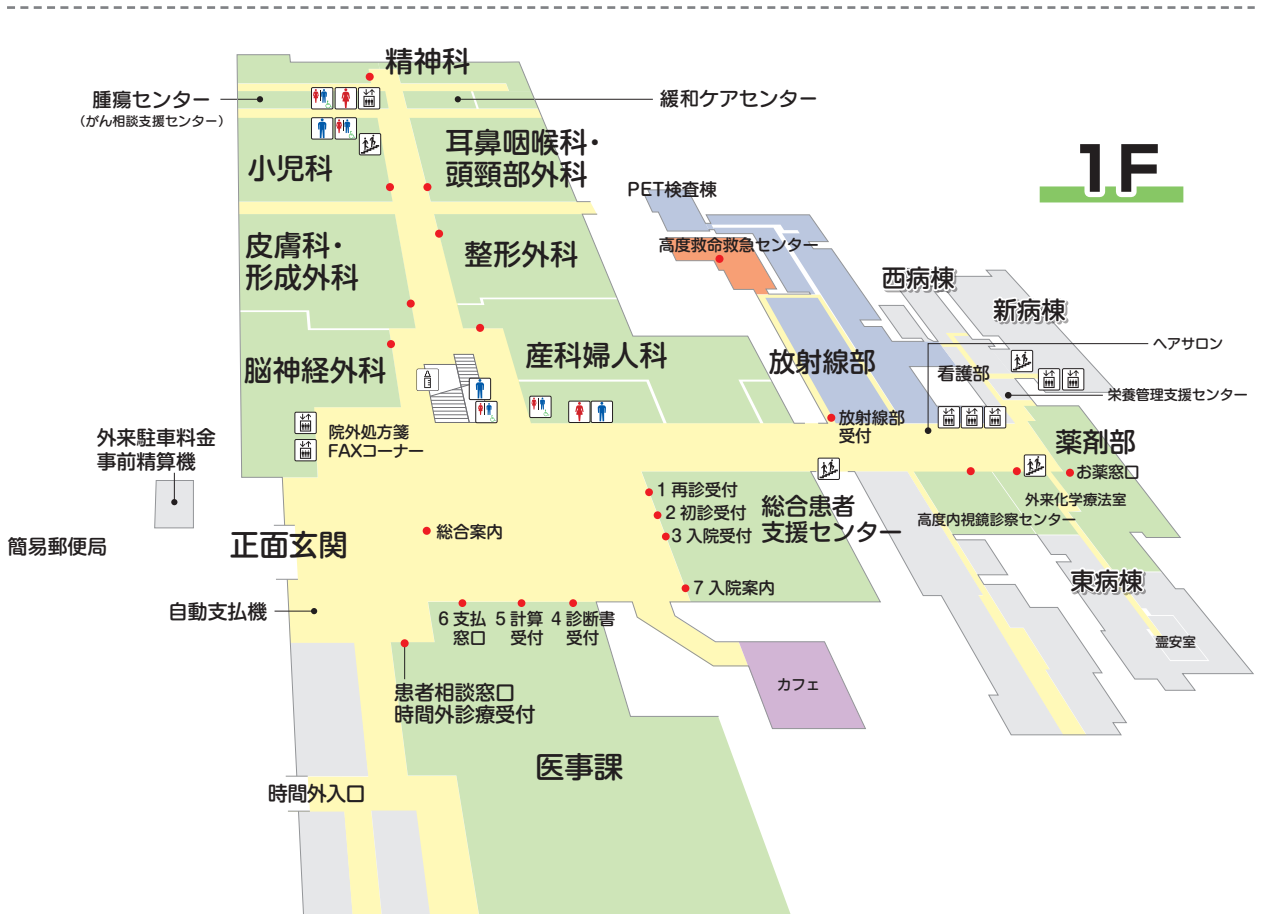 精神科
腫瘍センター
(がん相談支援センター)
緩和ケアセンター
小児科
耳鼻咽喉科・
頭頸部外科
1F
PET検査棟
高度救命救急センター
皮膚科・
形成外科
整形外科
西病棟
新病棟
脳神経外科
産科婦人科
放射線部
ヘアサロン
看護部
栄養管理支援センター
院外処方箋
FAXコーナー
放射線部
受付
外来駐車料金
事前精算機
薬剤部
お薬窓口
外来化学療法室
高度内視鏡診察センター
1 再診受付
2 初診受付
3 入院受付
総合患者
支援センター
簡易郵便局
正面玄関
総合案内
7 入院案内
東病棟
霊安室
自動支払機
6 支払
窓口
5 計算
受付
4 診断書
受付
患者相談窓口
時間外診療受付
カフェ
医事課
時間外入口